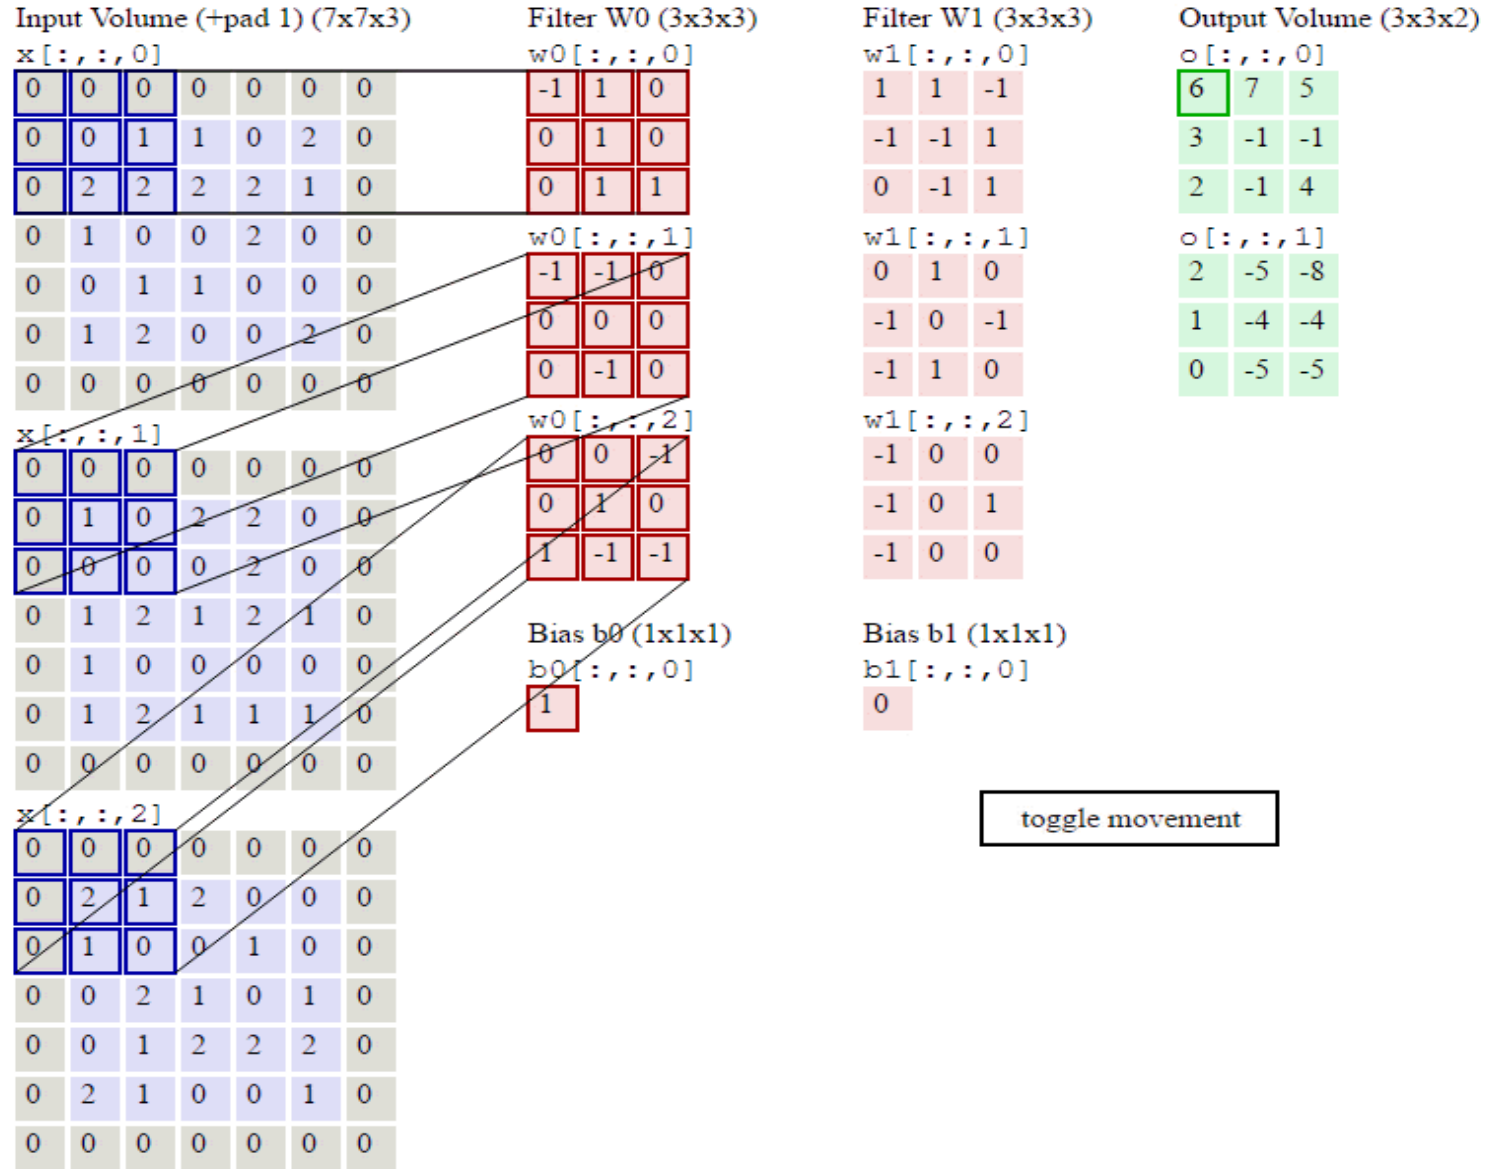 Input Volume (+pad 1) (7x7x3)
x[:,:,0]
0 0 0 0 0 0 0
0 0 1 1 0 2 0
0 2 2 2 2 1 0
0 1 0 0 2 0 0
0 0 1 1 0 0 0
0 1 2 0 0 2 0
0 0 0 0 0 0 0
x[:,:,1]
0 0 0 0 0 0 0
0 1 0 2 2 0 0
0 0 0 0 2 0 0
0 1 2 1 2 1 0
0 1 0 0 0 0 0
0 1 2 1 1 1 0
0 0 0 0 0 0 0
x[:,:,2]
0 0 0 0 0 0 0
0 2 1 2 0 0 0
0 1 0 0 1 0 0
0 0 2 1 0 1 0
0 0 1 2 2 2 0
0 2 1 0 0 1 0
0 0 0 0 0 0 0
Filter W0 (3x3x3)
w0[:,:,0]
-1 1 0
0 1 0
0 1 1
w0[:,:,1]
-1 -1 0
0 0 0
0 -1 0
w0[:,:,2]
0 0 -1
0 1 0
1 -1 -1
Bias b0 (1x1x1)
b0[:,:,0]
1
Filter W1 (3x3x3)
w1[:,:,0]
1 1 -1
-1 -1 1
0 -1 1
w1[:,:,1]
0 1 0
-1 0 -1
-1 1 0
w1[:,:,2]
-1 0 0
-1 0 1
-1 0 0
Bias b1 (1x1x1)
b1[:,:,0]
0
Output Volume (3x3x2)
o[:,:,0]
6 7 5
3 -1 -1
2 -1 4
o[:,:,1]
2 -5 -8
1 -4 -4
0 -5 -5
toggle movement